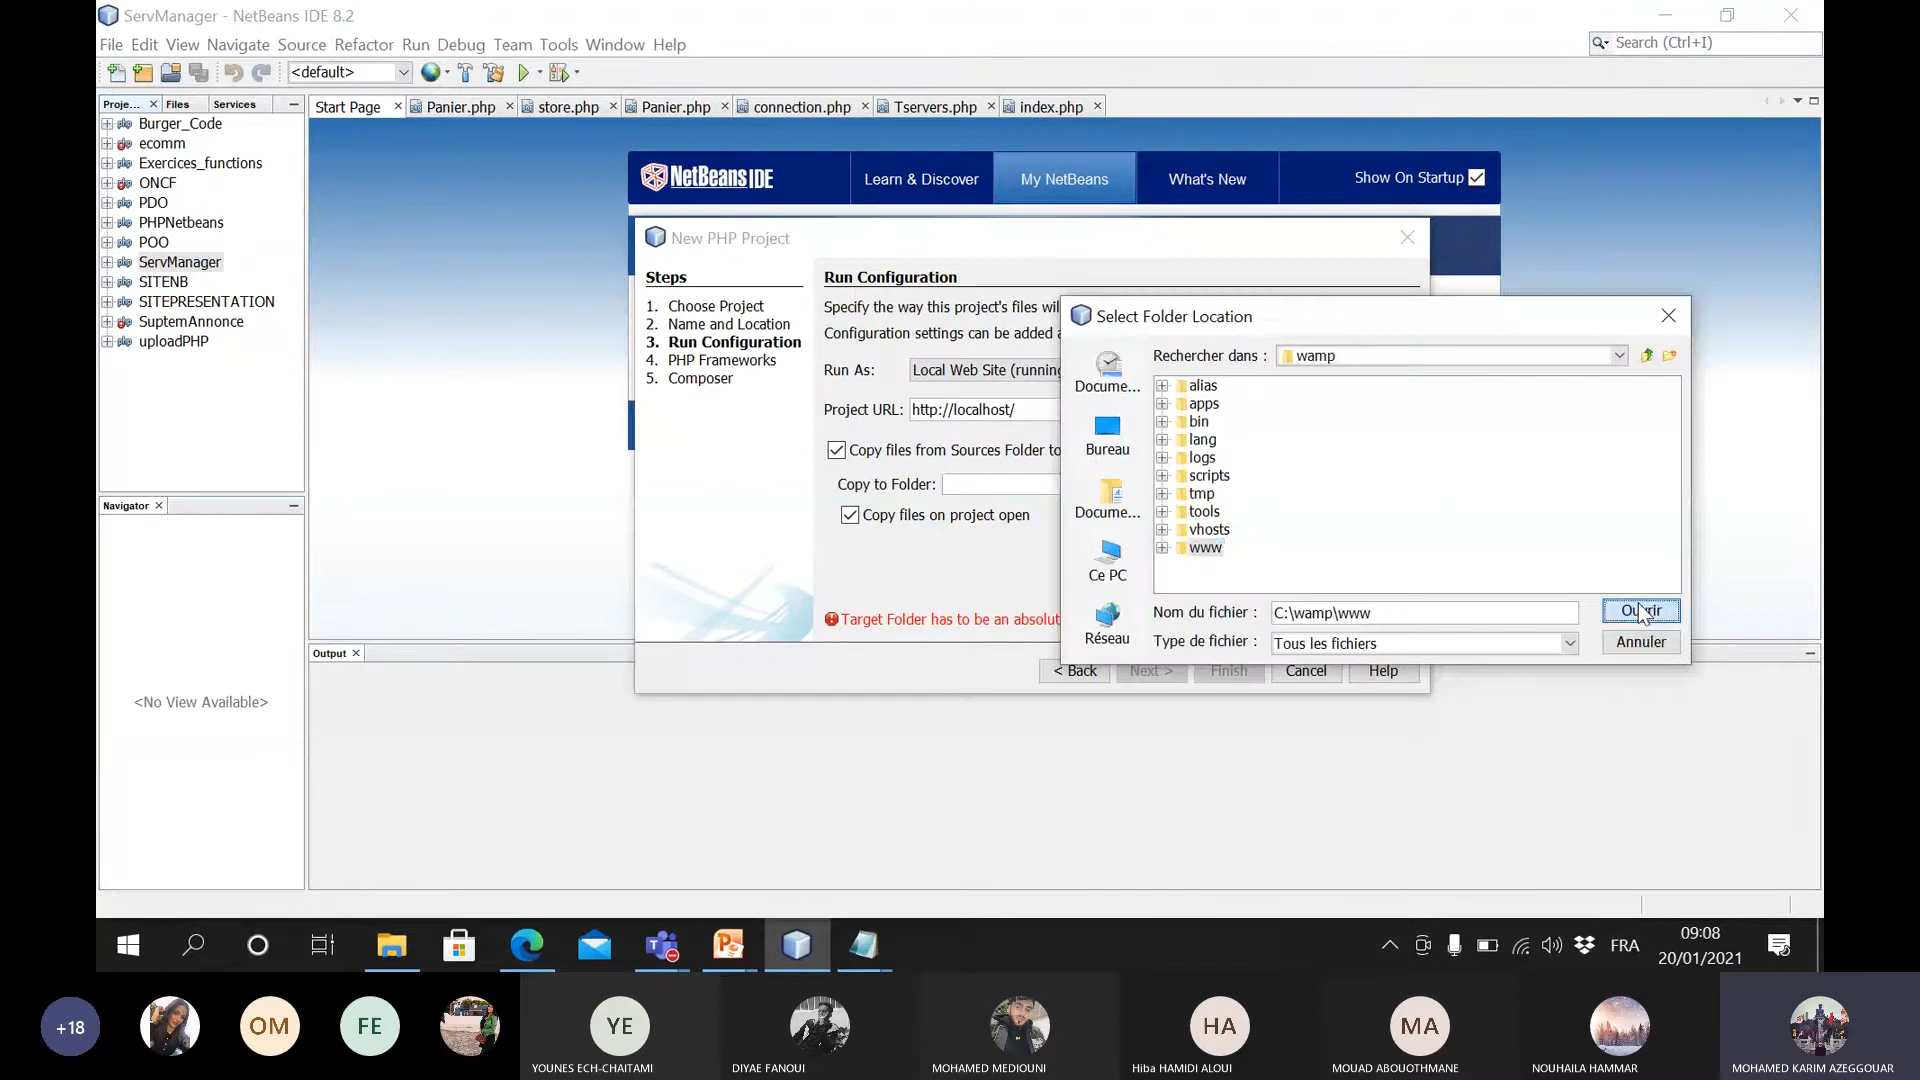 ServManager - NetBeans IDE 8.2
File Edit View Navigate Source Refactor Run Debug Team Tools Window Help
Search (Ctrl+I)
<default>
Proje... Files Services
Start Page Panier.php store.php Panier.php connection.php Tservers.php index.php
Burger_Code
ecomm
Exercices_functions
ONCF
PDO
PHPNetbeans
POO
ServManager
SITENB
SITEPRESENTATION
SuptemAnnonce
uploadPHP
NetBeans IDE
Learn & Discover My NetBeans What's New Show On Startup
New PHP Project
Steps
1. Choose Project
2. Name and Location
3. Run Configuration
4. PHP Frameworks
5. Composer
Run Configuration
Specify the way this project's files wil
Configuration settings can be added a
Run As: Local Web Site (running
Project URL: http://localhost/
Copy files from Sources Folder to
Copy to Folder:
Copy files on project open
Target Folder has to be an absolut
< Back Next > Finish Cancel Help
Select Folder Location
Rechercher dans : wamp
Docume...
Bureau
Docume...
Ce PC
Réseau
alias
apps
bin
lang
logs
scripts
tmp
tools
vhosts
www
Nom du fichier : C:\wamp\www
Ouvrir
Type de fichier : Tous les fichiers
Annuler
Navigator
<No View Available>
Output
FRA
09:08
20/01/2021
+18
OM
FE
YE
HA
MA
YOUNES ECH-CHAITAMI
DIYAE FANOUI
MOHAMED MEDIOUNI
Hiba HAMIDI ALOUI
MOUAD ABOUOTHMANE
NOUHAILA HAMMAR
MOHAMED KARIM AZEGGOUAR